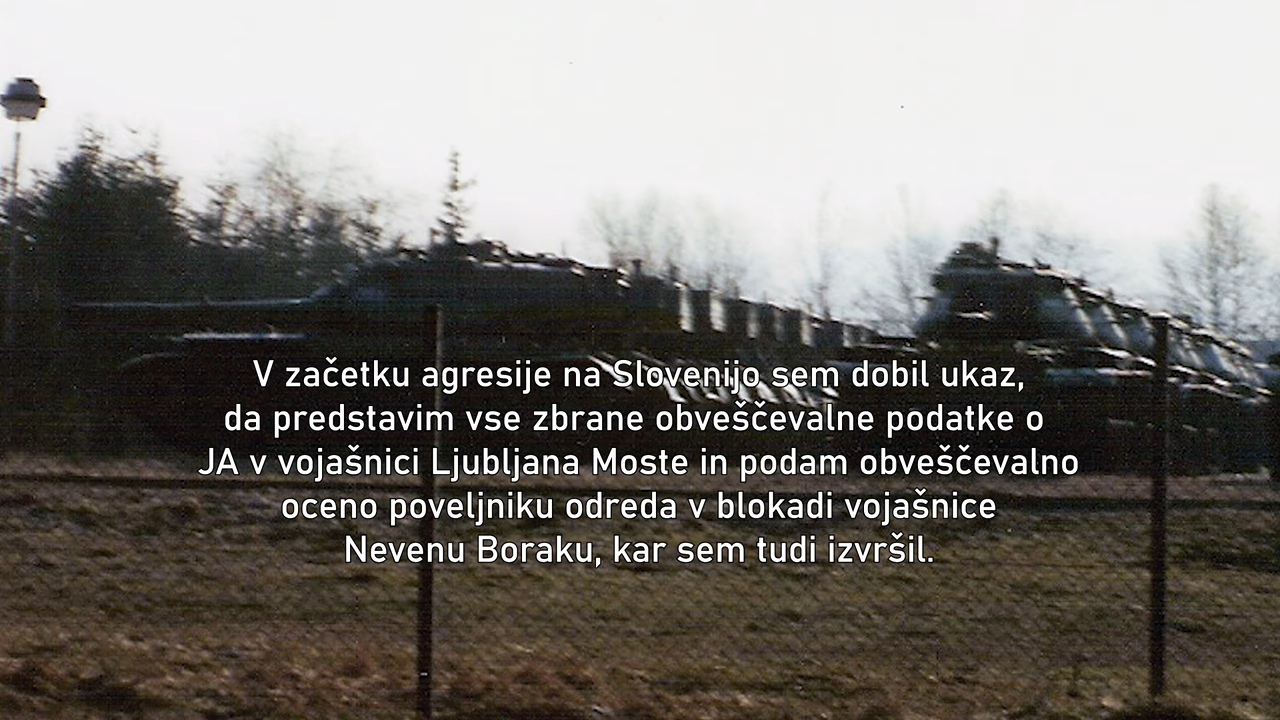 V začetku agresije na Slovenijo sem dobil ukaz,
da predstavim vse zbrane obveščevalne podatke o
JA v vojašnici Ljubljana Moste in podam obveščevalno
oceno poveljniku odreda v blokadi vojašnice
Nevenu Boraku, kar sem tudi izvršil.